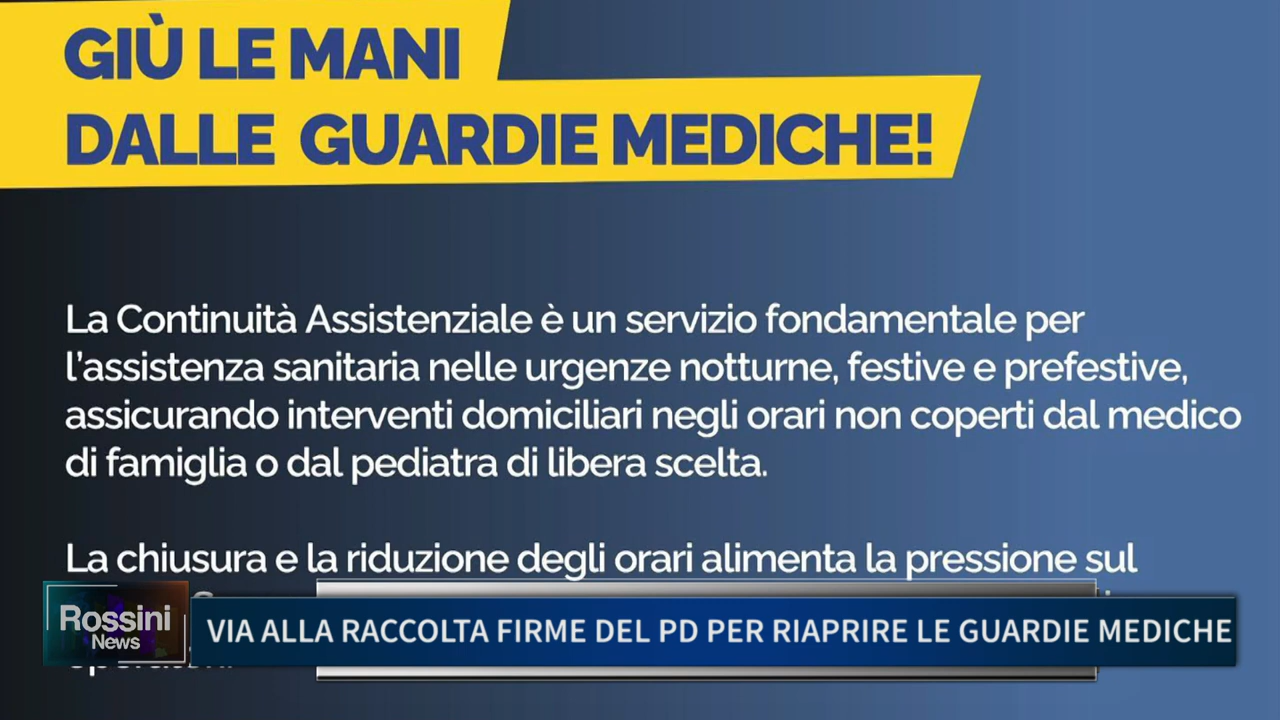 GIÙ LE MANI
DALLE GUARDIE MEDICHE!
La Continuità Assistenziale è un servizio fondamentale per
l'assistenza sanitaria nelle urgenze notturne, festive e prefestive,
assicurando interventi domiciliari negli orari non coperti dal medico
di famiglia o dal pediatra di libera scelta.
La chiusura e la riduzione degli orari alimenta la pressione sul
Rossini
News
VIA ALLA RACCOLTA FIRME DEL PD PER RIAPRIRE LE GUARDIE MEDICHE